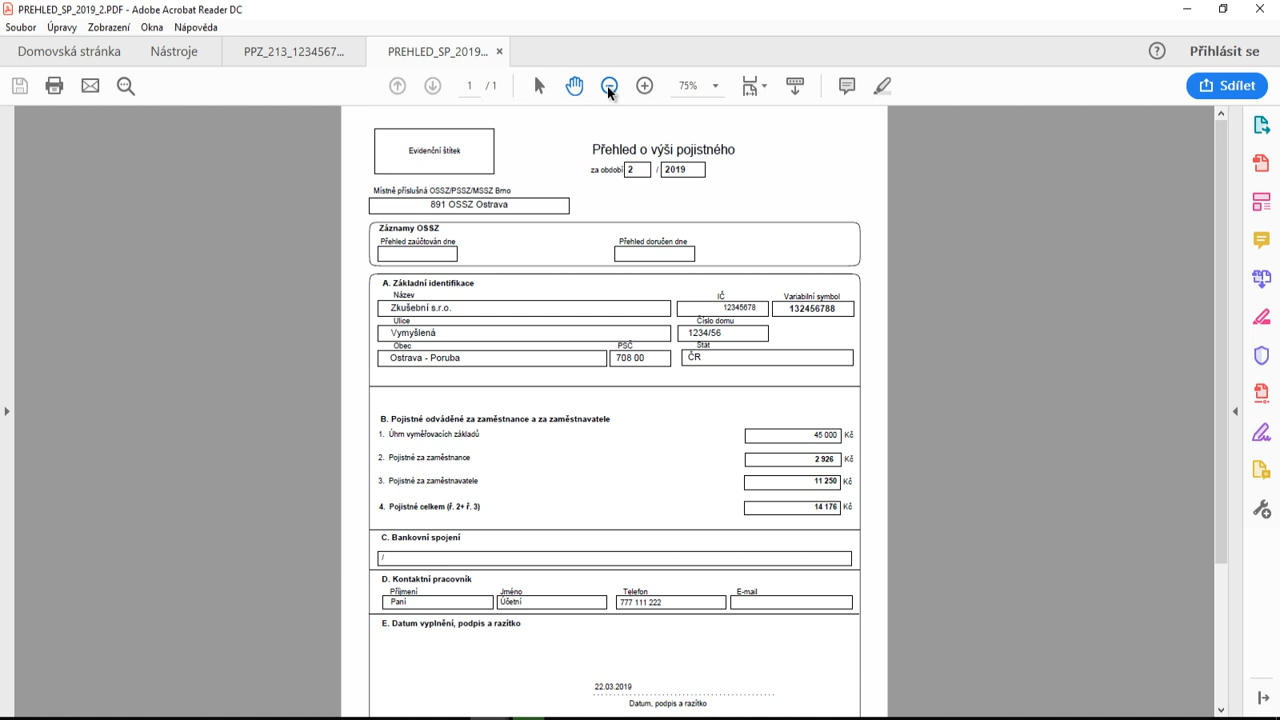 PREHLED_SP_2019_2.PDF - Adobe Acrobat Reader DC
Soubor Úpravy Zobrazení Okna Nápověda
Domovská stránka Nástroje PPZ_213_1234567... PREHLED_SP_2019... × Přihlásit se
1 / 1 75% Sdílet
Evidenční štítek
Přehled o výši pojistného
za období 2 / 2019
Místně příslušná OSSZ/PSSZ/MSSZ Brno
891 OSSZ Ostrava
Záznamy OSSZ
Přehled zaúčtován dne Přehled doručen dne
A. Základní identifikace
Název IČ Variabilní symbol
Zkušební s.r.o. 12345678 132456788
Ulice Číslo domu
Vymyšlená 1234/56
Obec PSČ Stát
Ostrava - Poruba 708 00 ČR
B. Pojistné odváděné za zaměstnance a za zaměstnavatele
1. Úhrn vyměřovacích základů 45 000 Kč
2. Pojistné za zaměstnance 2 926 Kč
3. Pojistné za zaměstnavatele 11 250 Kč
4. Pojistné celkem (ř. 2+ ř. 3) 14 176 Kč
C. Bankovní spojení
/
D. Kontaktní pracovník
Příjmení Jméno Telefon E-mail
Paní Účetní 777 111 222
E. Datum vyplnění, podpis a razítko
22.03.2019
Datum, podpis a razítko